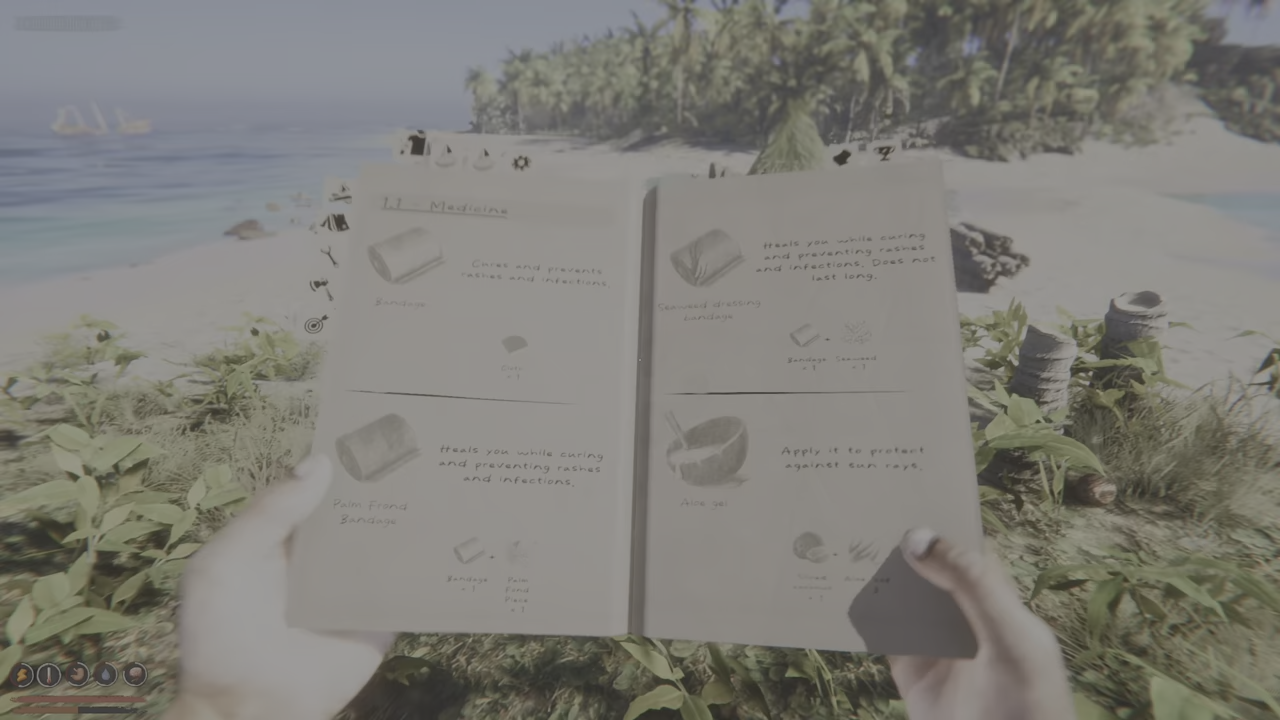 1.1 - Medicine
Cures and prevents
rashes and infections.
Bandage
Heals you while curing
and preventing rashes
and infections.
Palm Frond
Bandage
Bandage
Palm
Piece
Heals you while curing
and preventing rashes
and infections. Does not
last long.
Seaweed dressing
bandage
Bandage Seaweed
Apply it to protect
against sun rays.
Aloe gel